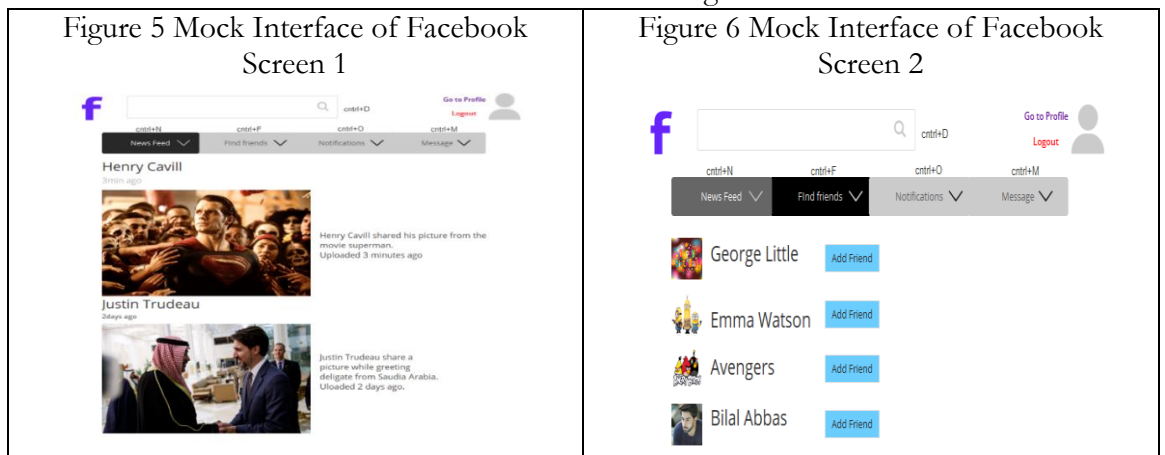 Figure 5 Mock Interface of Facebook
Screen 1
f
cntrl+D
Go to Profile
Logout
cntrl+N cntrl+F cntrl+O cntrl+M
News Feed Find friends Notifications Message
Henry Cavill
3min ago
Henry Cavill shared his picture from the
movie superman.
Uploaded 3 minutes ago
Justin Trudeau
2days ago
Justin Trudeau share a
picture while greeting
deligate from Saudia Arabia.
Uloaded 2 days ago.
Figure 6 Mock Interface of Facebook
Screen 2
f
cntrl+D
Go to Profile
Logout
cntrl+N cntrl+F cntrl+O cntrl+M
News Feed FInd friends Notifications Message
George Little Add Friend
Emma Watson Add Friend
Avengers Add Friend
Bilal Abbas Add Friend